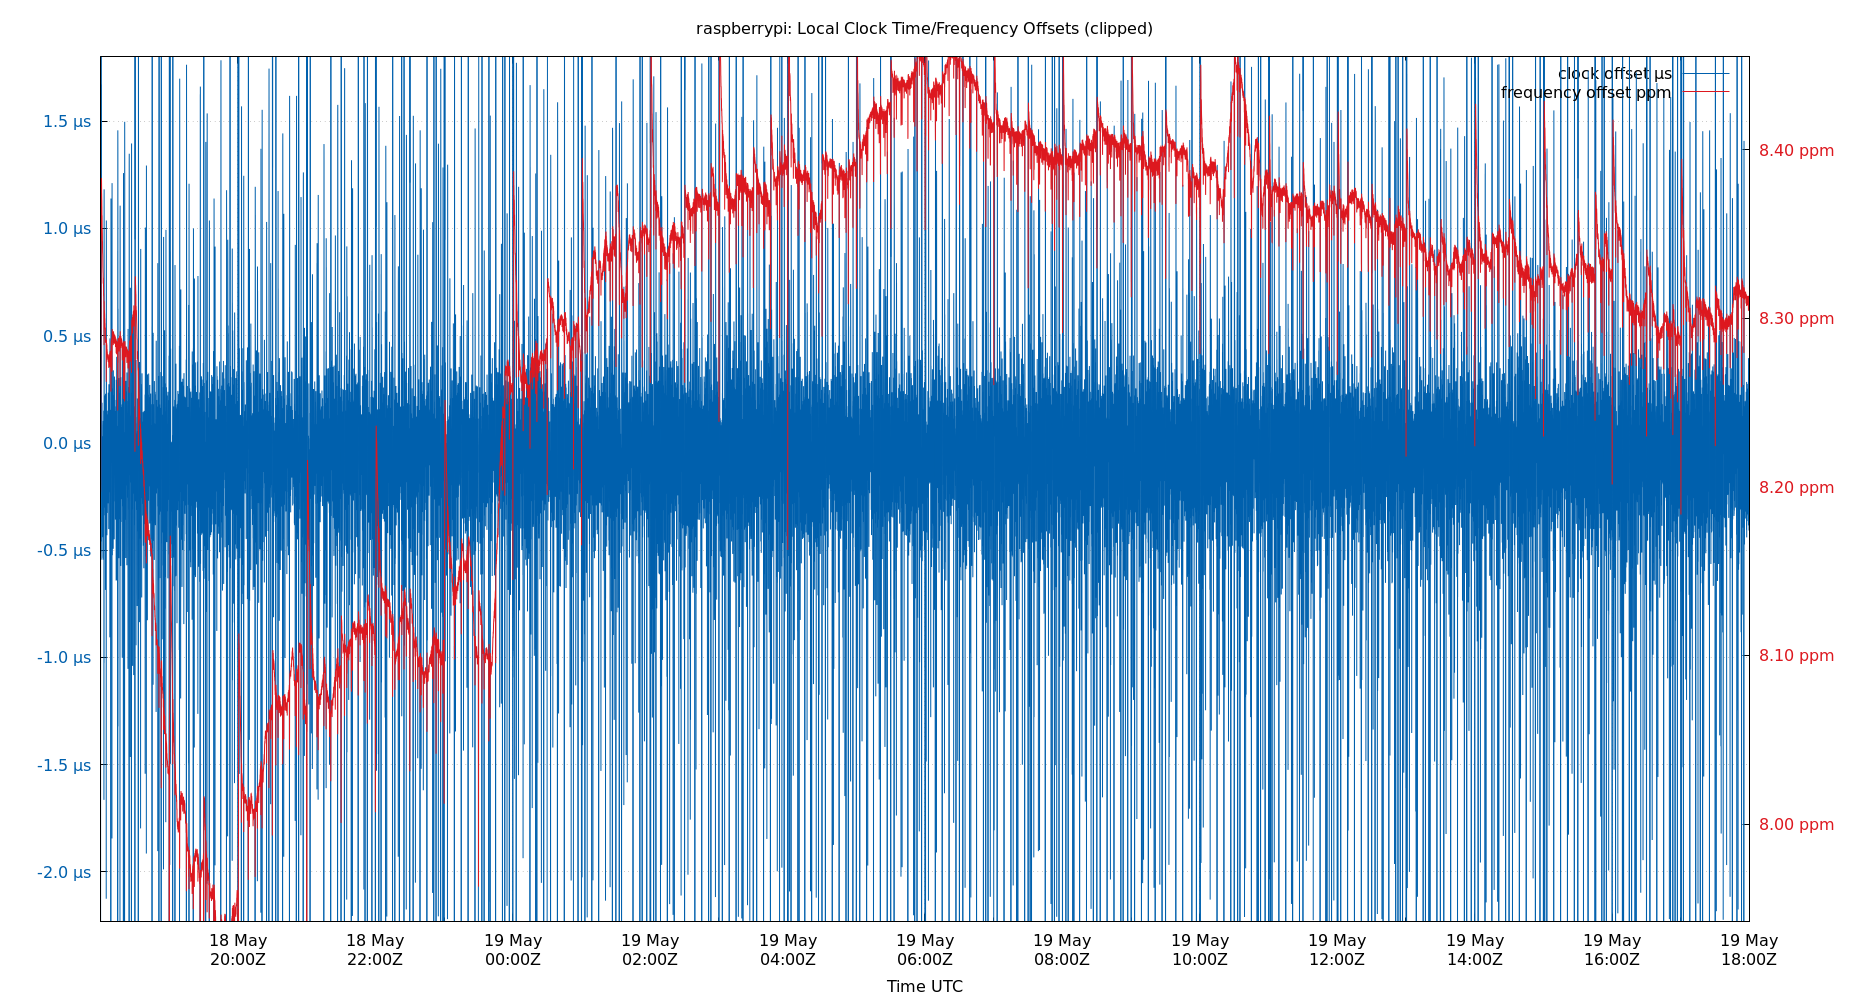 raspberrypi: Local Clock Time/Frequency Offsets (clipped)
clock offset µs
frequency offset ppm
1.5 µs
1.0 µs
0.5 µs
0.0 µs
-0.5 µs
-1.0 µs
-1.5 µs
-2.0 µs
8.40 ppm
8.30 ppm
8.20 ppm
8.10 ppm
8.00 ppm
18 May
20:00Z
18 May
22:00Z
19 May
00:00Z
19 May
02:00Z
19 May
04:00Z
19 May
06:00Z
19 May
08:00Z
19 May
10:00Z
19 May
12:00Z
19 May
14:00Z
19 May
16:00Z
19 May
18:00Z
Time UTC